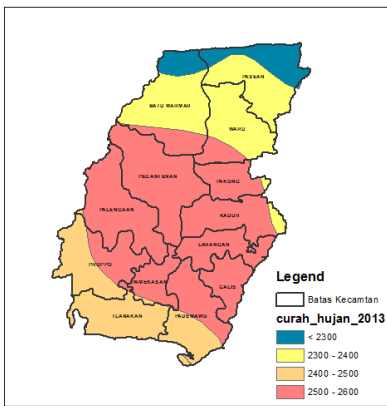 PASEAN
BATU MARMAR
WARU
PEGANTENAN
PAKONG
PALENGAAN
KADUR
LARANGAN
PROPPO
PAMEKASAN
GALIS
TLANAKAN
PADEMAWU
Legend
Batas Kecamtan
curah_hujan_2013
< 2300
2300 - 2400
2400 - 2500
2500 - 2600